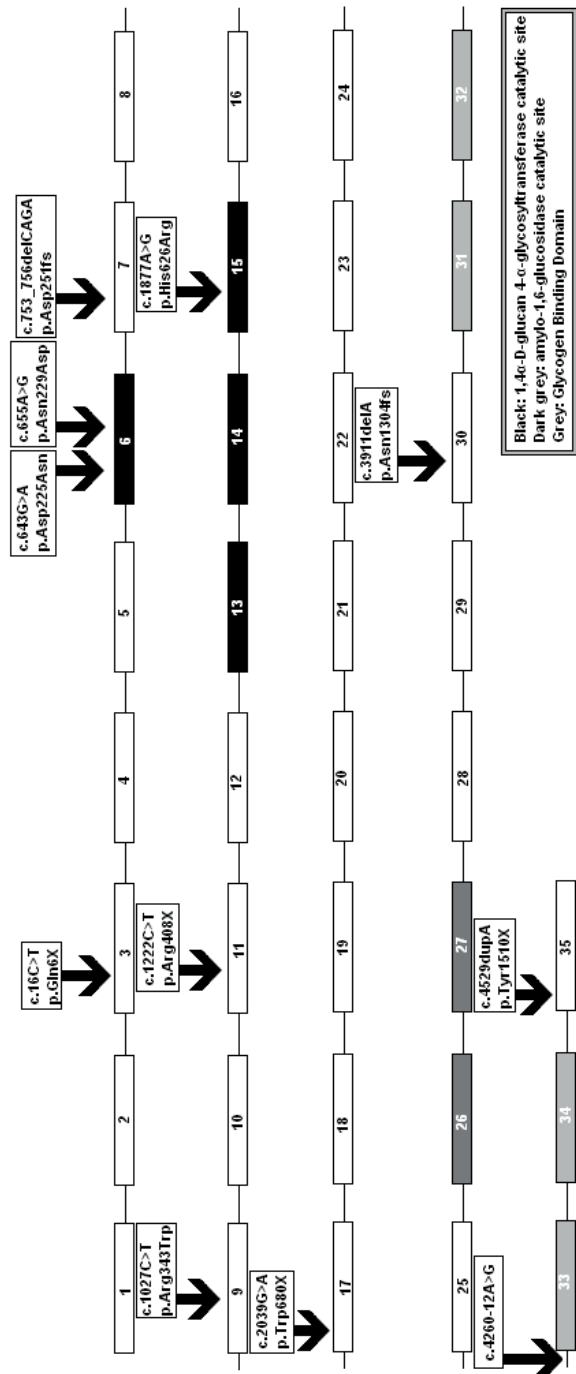 c.16C>T
p.Gln6X
c.643G>A
p.Asp225Asn
c.655A>G
p.Asn229Asp
c.753_756delCAGA
p.Asp251fs
1 2 3 4 5 6 7 8
c.1027C>T
p.Arg343Trp
c.1222C>T
p.Arg408X
c.1877A>G
p.His626Arg
9 10 11 12 13 14 15 16
c.2039G>A
p.Trp680X
17 18 19 20 21 22 23 24
c.3911delA
p.Asn1304fs
25 26 27 28 29 30 31 32
c.4260-12A>G
c.4529dupA
p.Tyr1510X
33 34 35
Black: 1,4α-D-glucan 4-α-glycosyltransferase catalytic site
Dark grey: amylo-1,6-glucosidase catalytic site
Grey: Glycogen Binding Domain